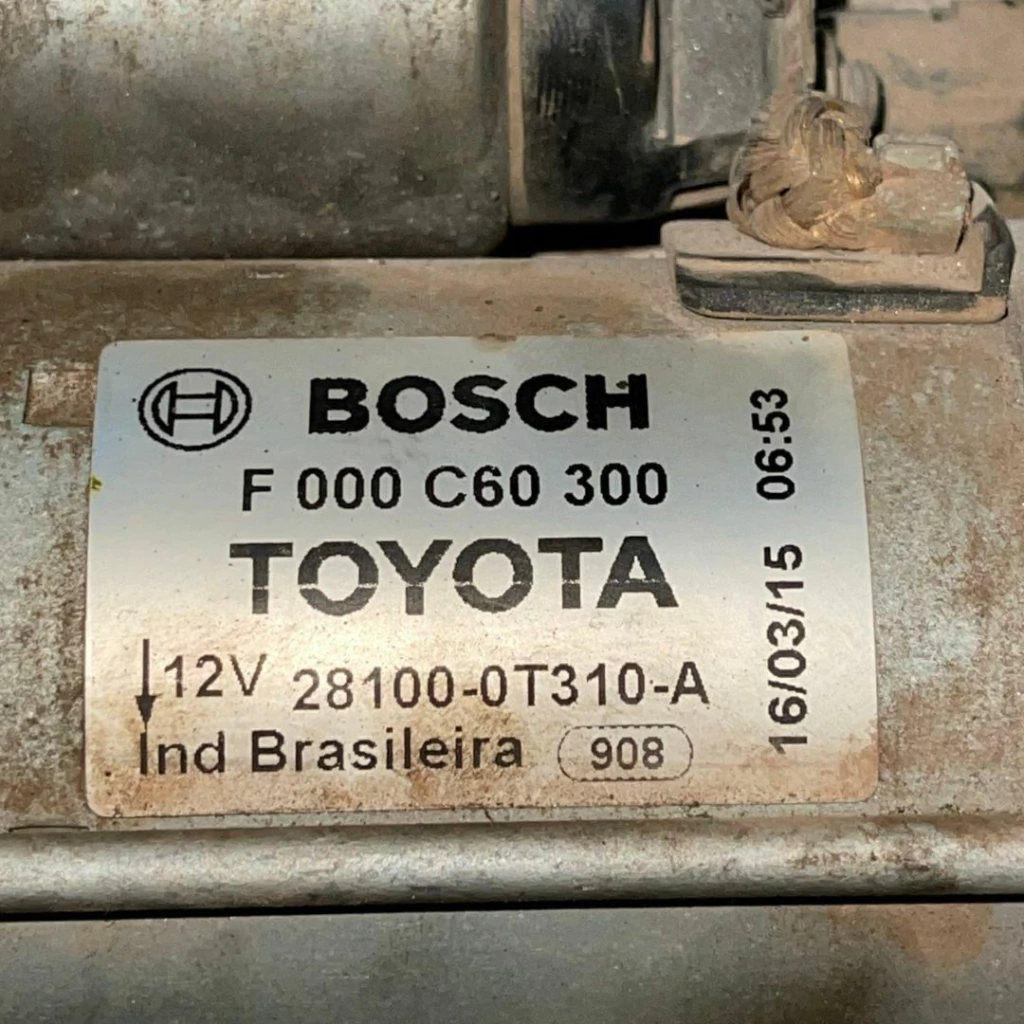 BOSCH
F 000 C60 300
TOYOTA
12V 28100-0T310-A
Ind Brasileira 908
16/03/15 06:53